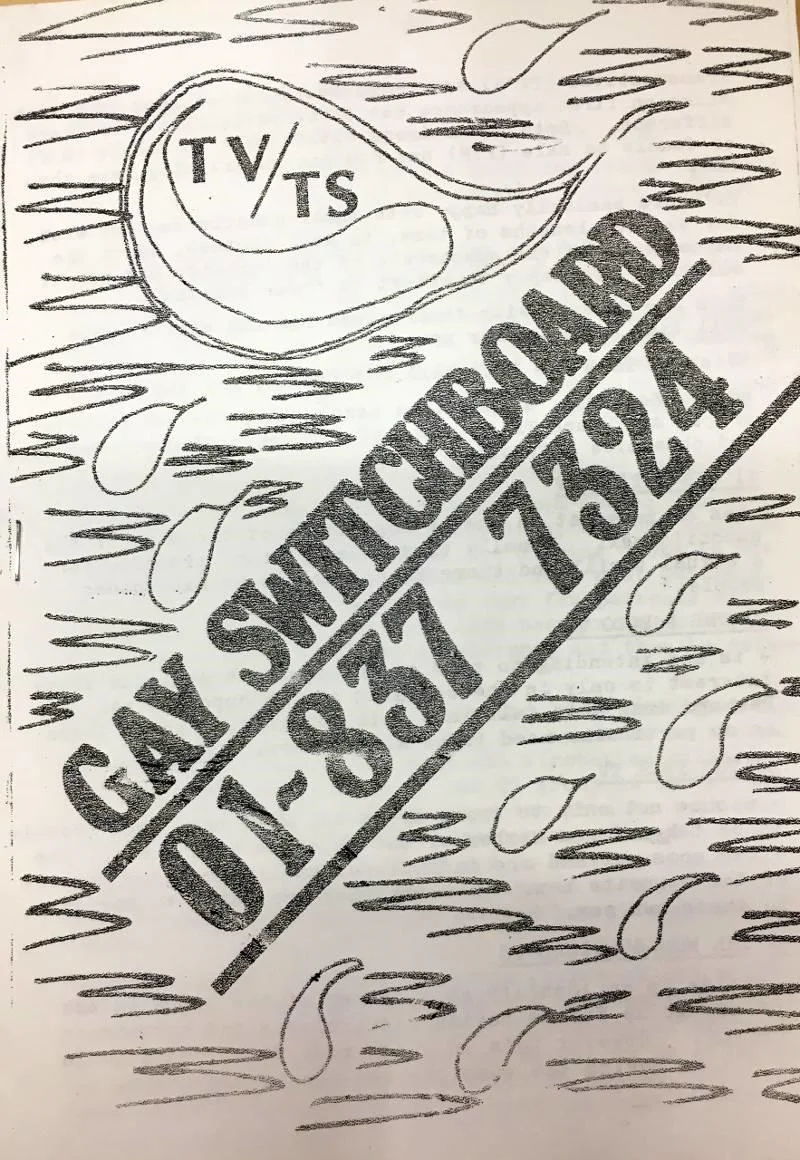 TV/
TS
GAY SWITCHBOARD
01-837 7324